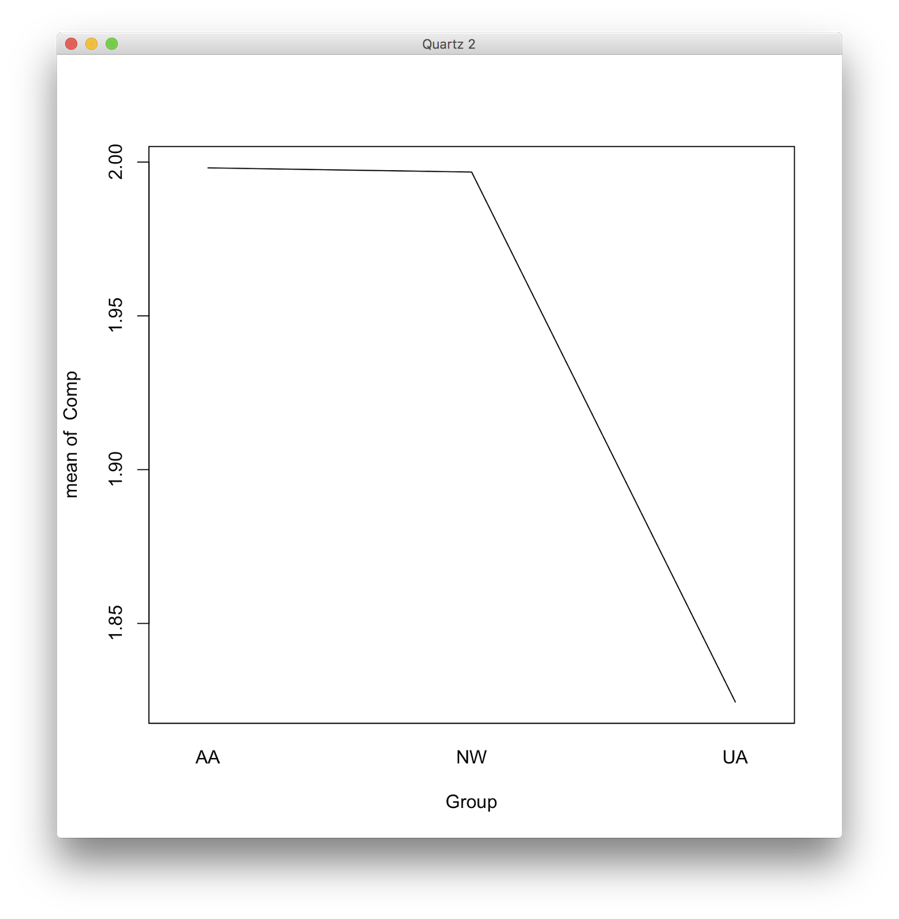 Quartz 2
2.00
1.95
1.90
1.85
mean of  Comp
AA
NW
UA
Group